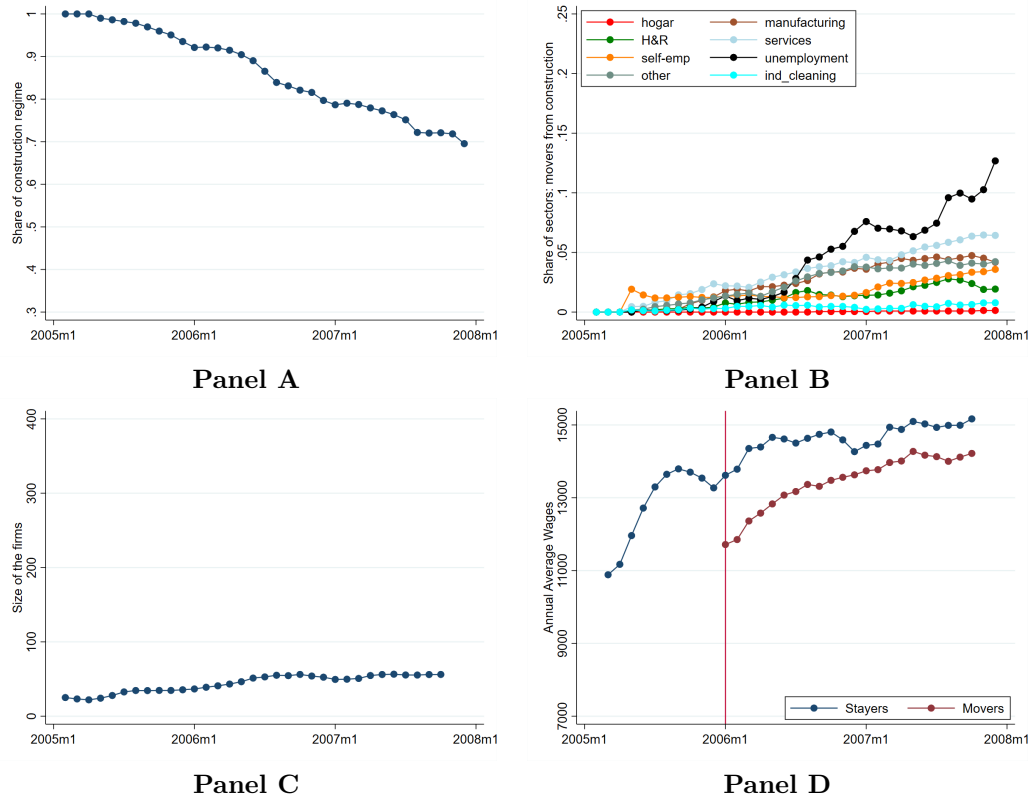 Share of construction regime
1
.9
.8
.7
.6
.5
.4
.3
2005m1 2006m1 2007m1 2008m1
Panel A
Share of sectors: movers from construction
.25
.2
.15
.1
.05
0
hogar manufacturing
H&R services
self-emp unemployment
other ind_cleaning
2005m1 2006m1 2007m1 2008m1
Panel B
Size of the firms
400
300
200
100
0
2005m1 2006m1 2007m1 2008m1
Panel C
Annual Average Wages
15000
13000
11000
9000
7000
Stayers Movers
2005m1 2006m1 2007m1 2008m1
Panel D